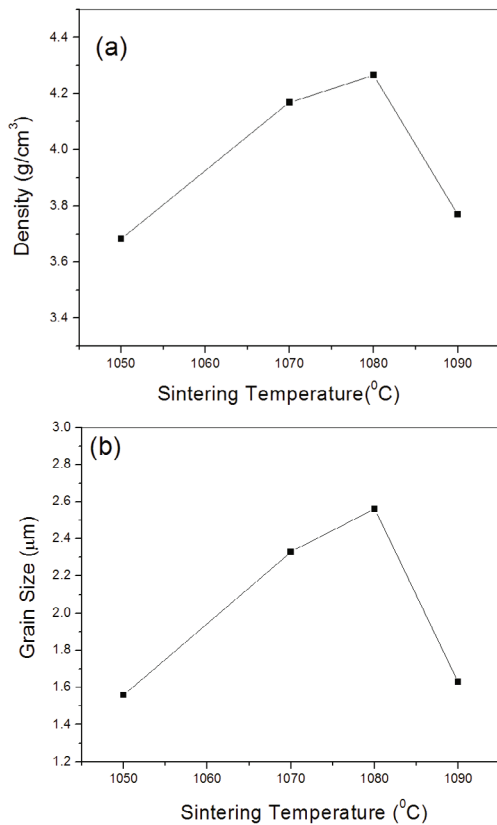 (a)
Density (g/cm³)
4.4
4.2
4.0
3.8
3.6
3.4
1050 1060 1070 1080 1090
Sintering Temperature(⁰C)
(b)
Grain Size (μm)
3.0
2.8
2.6
2.4
2.2
2.0
1.8
1.6
1.4
1.2
1050 1060 1070 1080 1090
Sintering Temperature (⁰C)